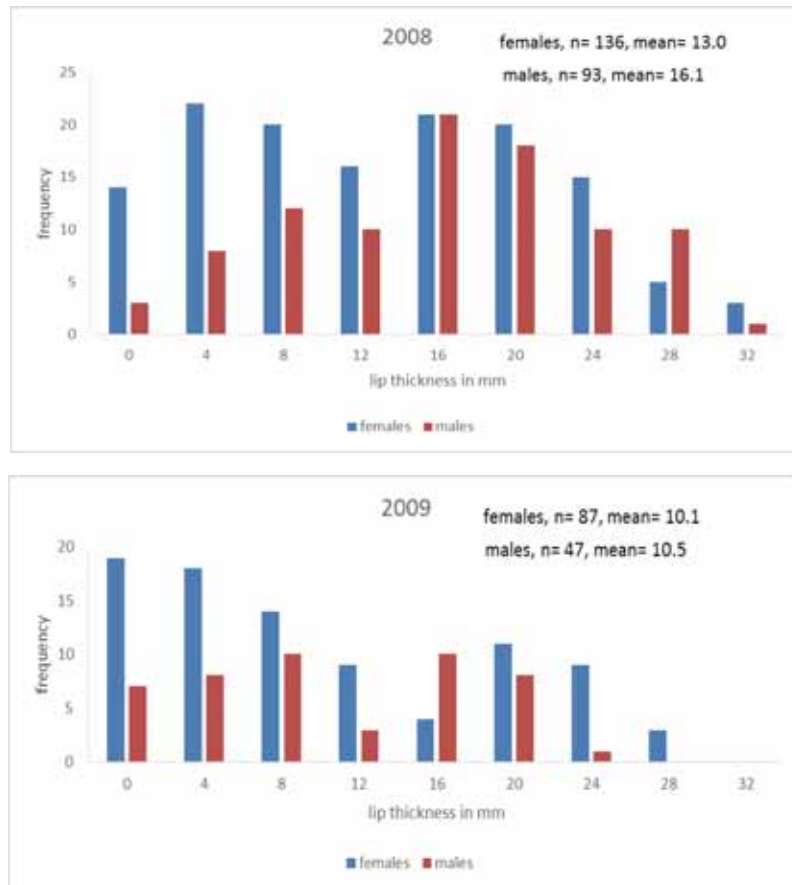 2008
females, n= 136, mean= 13.0
males, n= 93, mean= 16.1
25
20
15
10
5
0
frequency
0 4 8 12 16 20 24 28 32
lip thickness in mm
females males
2009
females, n= 87, mean= 10.1
males, n= 47, mean= 10.5
20
15
10
5
0
frequency
0 4 8 12 16 20 24 28 32
lip thickness in mm
females males